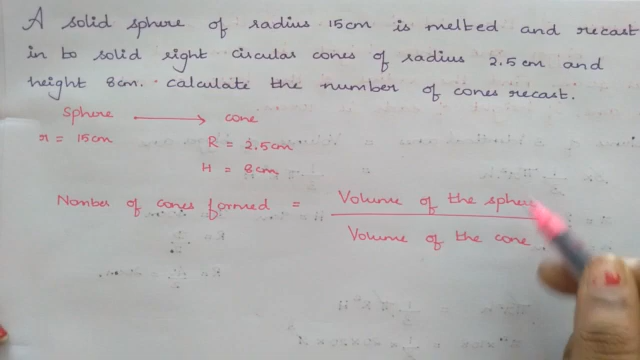 A solid sphere of radius 15cm is melted and recast
in to solid right circular cones of radius 2.5cm and
height 8cm. calculate the number of cones recast.
sphere ⟶ cone
r = 15cm R = 2.5cm
H = 8cm
Number of cones formed = Volume of the sphere
Volume of the cone